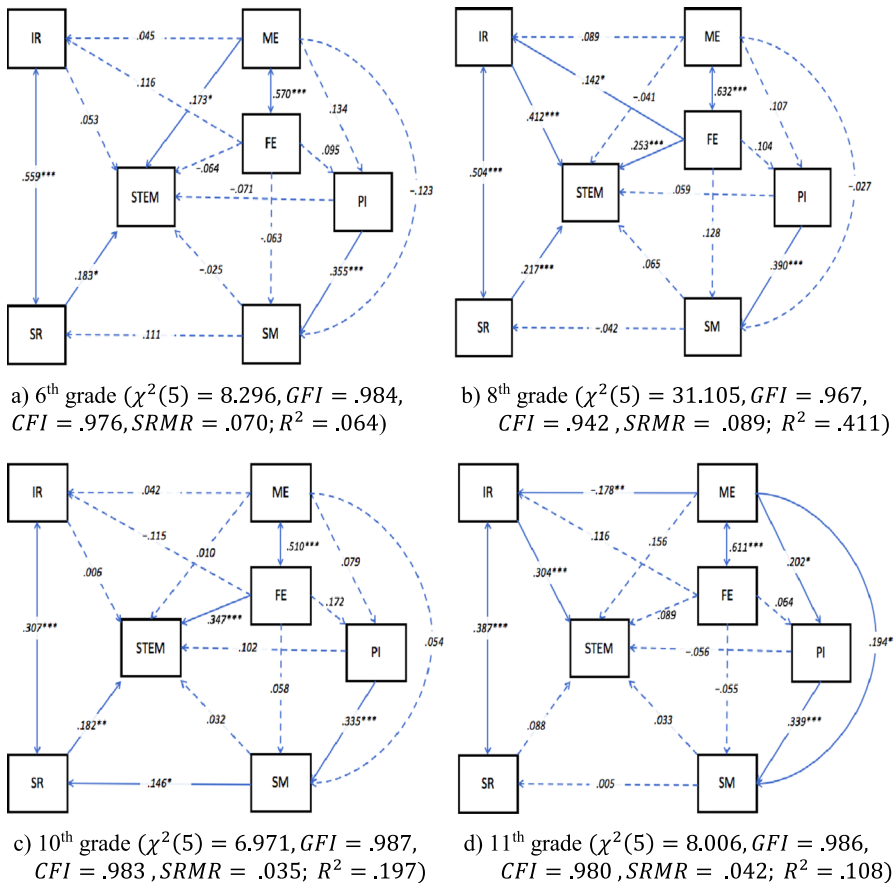 IR
ME
.045
.116
.173*
.570***
.134
.053
FE
-.064
.095
.559***
STEM
-.071
PI
-.123
-.063
.183*
-.025
.355***
SR
.111
SM
a) 6th grade (χ²(5) = 8.296, GFI = .984,
CFI = .976, SRMR = .070; R² = .064)
IR
ME
.089
.142*
-.041
.632***
.107
.412***
FE
.253***
.104
.504***
STEM
.059
PI
-.027
.128
.217***
.065
.390***
SR
-.042
SM
b) 8th grade (χ²(5) = 31.105, GFI = .967,
CFI = .942 , SRMR = .089; R² = .411)
IR
ME
.042
-.115
.010
.510***
.079
.006
FE
.347***
.172
.307***
STEM
.102
PI
.054
.058
.182**
.032
.335***
SR
.146*
SM
c) 10th grade (χ²(5) = 6.971, GFI = .987,
CFI = .983 , SRMR = .035; R² = .197)
IR
ME
-.178**
.116
.156
.611***
.202*
.304***
FE
.089
.064
.387***
STEM
-.056
PI
.194*
-.055
.088
.033
.339***
SR
.005
SM
d) 11th grade (χ²(5) = 8.006, GFI = .986,
CFI = .980 , SRMR = .042; R² = .108)